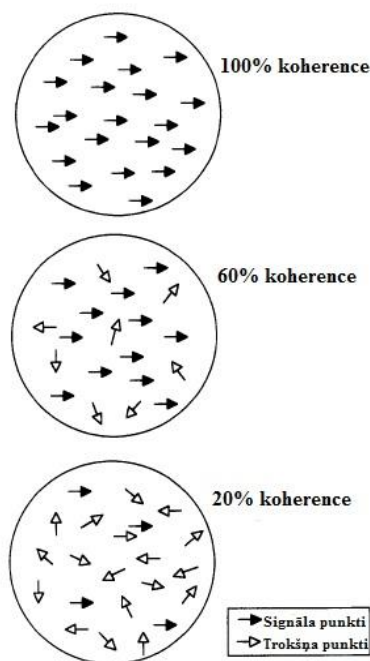 100% koherence
60% koherence
20% koherence
Signāla punkti
Trokšņa punkti